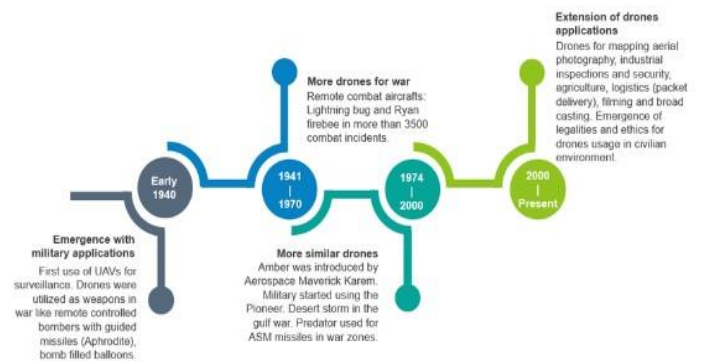 Early
1940
Emergence with
military applications
First use of UAVs for
surveillance. Drones were
utilized as weapons in
war like remote controlled
bombers with guided
missiles (Aphrodite),
bomb filled balloons.
1941
|
1970
More drones for war
Remote combat aircrafts:
Lightning bug and Ryan
firebee in more than 3500
combat incidents.
1974
|
2000
More similar drones
Amber was introduced by
Aerospace Maverick Karem.
Military started using the
Pioneer. Desert storm in the
gulf war. Predator used for
ASM missiles in war zones.
2000
|
Present
Extension of drones
applications
Drones for mapping aerial
photography, industrial
inspections and security,
agriculture, logistics (packet
delivery), filming and broad
casting. Emergence of
legalities and ethics for
drones usage in civilian
environment.